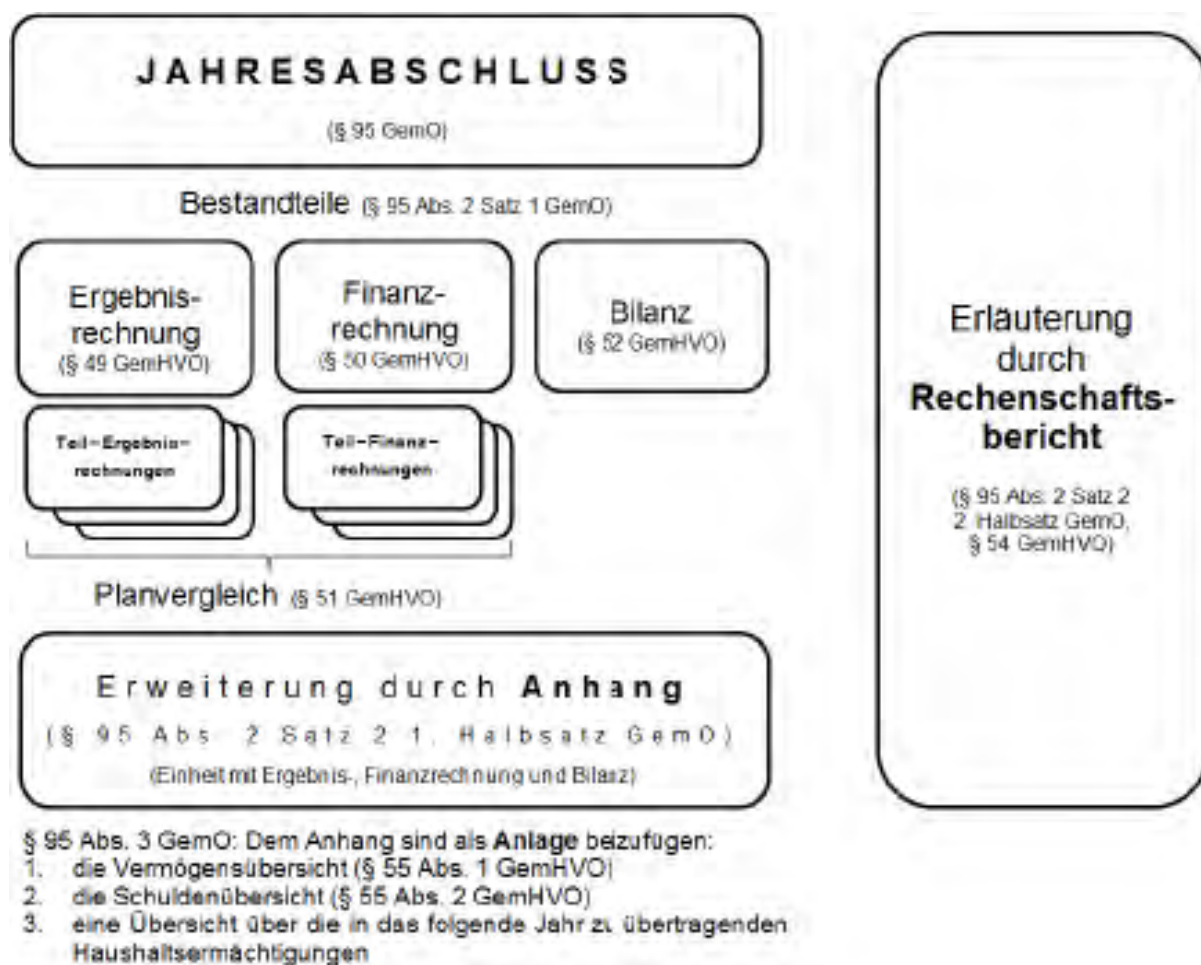 JAHRESABSCHLUSS
(§ 95 GemO)
Bestandteile (§ 95 Abs. 2 Satz 1 GemO)
Ergebnis-
rechnung
(§ 49 GemHVO)
Finanz-
rechnung
(§ 50 GemHVO)
Bilanz
(§ 52 GemHVO)
Teil-Ergebnis-
rechnungen
Teil-Finanz-
rechnungen
Planvergleich (§ 51 GemHVO)
Erweiterung durch Anhang
(§ 95 Abs. 2 Satz 2 1. Halbsatz GemO)
(Einheit mit Ergebnis-, Finanzrechnung und Bilanz)
§ 95 Abs. 3 GemO: Dem Anhang sind als Anlage beizufügen:
1. die Vermögensübersicht (§ 55 Abs. 1 GemHVO)
2. die Schuldenübersicht (§ 55 Abs. 2 GemHVO)
3. eine Übersicht über die in das folgende Jahr zu übertragenden
Haushaltsermächtigungen
Erläuterung
durch
Rechenschafts-
bericht
(§ 95 Abs. 2 Satz 2
2. Halbsatz GemO,
§ 54 GemHVO)